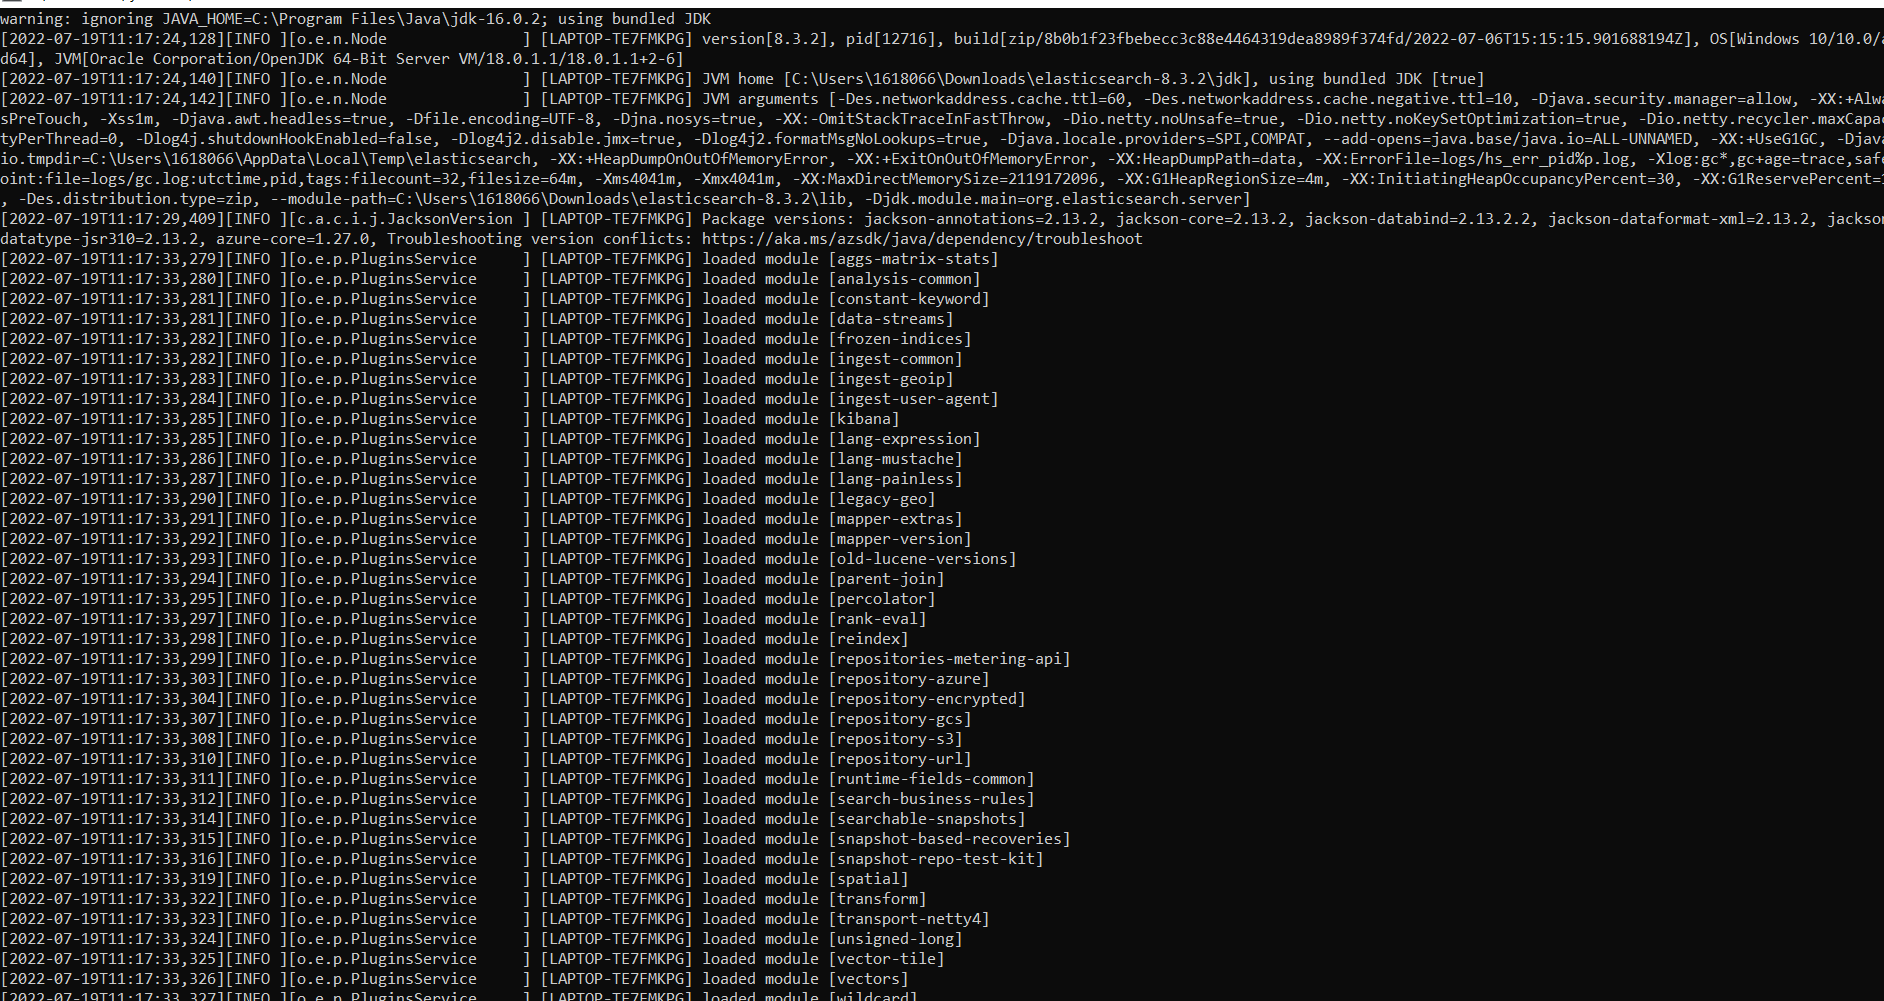 warning: ignoring JAVA_HOME=C:\Program Files\Java\jdk-16.0.2; using bundled JDK
[2022-07-19T11:17:24,128][INFO ][o.e.n.Node               ] [LAPTOP-TE7FMKPG] version[8.3.2], pid[12716], build[zip/8b0b1f23fbebecc3c88e4464319dea8989f374fd/2022-07-06T15:15:15.901688194Z], OS[Windows 10/10.0/a
d64], JVM[Oracle Corporation/OpenJDK 64-Bit Server VM/18.0.1.1/18.0.1.1+2-6]
[2022-07-19T11:17:24,140][INFO ][o.e.n.Node               ] [LAPTOP-TE7FMKPG] JVM home [C:\Users\1618066\Downloads\elasticsearch-8.3.2\jdk], using bundled JDK [true]
[2022-07-19T11:17:24,142][INFO ][o.e.n.Node               ] [LAPTOP-TE7FMKPG] JVM arguments [-Des.networkaddress.cache.ttl=60, -Des.networkaddress.cache.negative.ttl=10, -Djava.security.manager=allow, -XX:+Alw
sPreTouch, -Xss1m, -Djava.awt.headless=true, -Dfile.encoding=UTF-8, -Djna.nosys=true, -XX:-OmitStackTraceInFastThrow, -Dio.netty.noUnsafe=true, -Dio.netty.noKeySetOptimization=true, -Dio.netty.recycler.maxCapac
tyPerThread=0, -Dlog4j.shutdownHookEnabled=false, -Dlog4j2.disable.jmx=true, -Dlog4j2.formatMsgNoLookups=true, -Djava.locale.providers=SPI,COMPAT, --add-opens=java.base/java.io=ALL-UNNAMED, -XX:+UseG1GC, -Djav
io.tmpdir=C:\Users\1618066\AppData\Local\Temp\elasticsearch, -XX:+HeapDumpOnOutOfMemoryError, -XX:+ExitOnOutOfMemoryError, -XX:HeapDumpPath=data, -XX:ErrorFile=logs/hs_err_pid%p.log, -Xlog:gc*,gc+age=trace,safe
oint:file=logs/gc.log:utctime,pid,tags:filecount=32,filesize=64m, -Xms4041m, -Xmx4041m, -XX:MaxDirectMemorySize=2119172096, -XX:G1HeapRegionSize=4m, -XX:InitiatingHeapOccupancyPercent=30, -XX:G1ReservePercent=
, -Des.distribution.type=zip, --module-path=C:\Users\1618066\Downloads\elasticsearch-8.3.2\lib, -Djdk.module.main=org.elasticsearch.server]
[2022-07-19T11:17:29,409][INFO ][c.a.c.i.j.JacksonVersion ] [LAPTOP-TE7FMKPG] Package versions: jackson-annotations=2.13.2, jackson-core=2.13.2, jackson-databind=2.13.2.2, jackson-dataformat-xml=2.13.2, jackson
datatype-jsr310=2.13.2, azure-core=1.27.0, Troubleshooting version conflicts: https://aka.ms/azsdk/java/dependency/troubleshoot
[2022-07-19T11:17:33,279][INFO ][o.e.p.PluginsService     ] [LAPTOP-TE7FMKPG] loaded module [aggs-matrix-stats]
[2022-07-19T11:17:33,280][INFO ][o.e.p.PluginsService     ] [LAPTOP-TE7FMKPG] loaded module [analysis-common]
[2022-07-19T11:17:33,281][INFO ][o.e.p.PluginsService     ] [LAPTOP-TE7FMKPG] loaded module [constant-keyword]
[2022-07-19T11:17:33,281][INFO ][o.e.p.PluginsService     ] [LAPTOP-TE7FMKPG] loaded module [data-streams]
[2022-07-19T11:17:33,282][INFO ][o.e.p.PluginsService     ] [LAPTOP-TE7FMKPG] loaded module [frozen-indices]
[2022-07-19T11:17:33,282][INFO ][o.e.p.PluginsService     ] [LAPTOP-TE7FMKPG] loaded module [ingest-common]
[2022-07-19T11:17:33,283][INFO ][o.e.p.PluginsService     ] [LAPTOP-TE7FMKPG] loaded module [ingest-geoip]
[2022-07-19T11:17:33,284][INFO ][o.e.p.PluginsService     ] [LAPTOP-TE7FMKPG] loaded module [ingest-user-agent]
[2022-07-19T11:17:33,285][INFO ][o.e.p.PluginsService     ] [LAPTOP-TE7FMKPG] loaded module [kibana]
[2022-07-19T11:17:33,285][INFO ][o.e.p.PluginsService     ] [LAPTOP-TE7FMKPG] loaded module [lang-expression]
[2022-07-19T11:17:33,286][INFO ][o.e.p.PluginsService     ] [LAPTOP-TE7FMKPG] loaded module [lang-mustache]
[2022-07-19T11:17:33,287][INFO ][o.e.p.PluginsService     ] [LAPTOP-TE7FMKPG] loaded module [lang-painless]
[2022-07-19T11:17:33,290][INFO ][o.e.p.PluginsService     ] [LAPTOP-TE7FMKPG] loaded module [legacy-geo]
[2022-07-19T11:17:33,291][INFO ][o.e.p.PluginsService     ] [LAPTOP-TE7FMKPG] loaded module [mapper-extras]
[2022-07-19T11:17:33,292][INFO ][o.e.p.PluginsService     ] [LAPTOP-TE7FMKPG] loaded module [mapper-version]
[2022-07-19T11:17:33,293][INFO ][o.e.p.PluginsService     ] [LAPTOP-TE7FMKPG] loaded module [old-lucene-versions]
[2022-07-19T11:17:33,294][INFO ][o.e.p.PluginsService     ] [LAPTOP-TE7FMKPG] loaded module [parent-join]
[2022-07-19T11:17:33,295][INFO ][o.e.p.PluginsService     ] [LAPTOP-TE7FMKPG] loaded module [percolator]
[2022-07-19T11:17:33,297][INFO ][o.e.p.PluginsService     ] [LAPTOP-TE7FMKPG] loaded module [rank-eval]
[2022-07-19T11:17:33,298][INFO ][o.e.p.PluginsService     ] [LAPTOP-TE7FMKPG] loaded module [reindex]
[2022-07-19T11:17:33,299][INFO ][o.e.p.PluginsService     ] [LAPTOP-TE7FMKPG] loaded module [repositories-metering-api]
[2022-07-19T11:17:33,303][INFO ][o.e.p.PluginsService     ] [LAPTOP-TE7FMKPG] loaded module [repository-azure]
[2022-07-19T11:17:33,304][INFO ][o.e.p.PluginsService     ] [LAPTOP-TE7FMKPG] loaded module [repository-encrypted]
[2022-07-19T11:17:33,307][INFO ][o.e.p.PluginsService     ] [LAPTOP-TE7FMKPG] loaded module [repository-gcs]
[2022-07-19T11:17:33,308][INFO ][o.e.p.PluginsService     ] [LAPTOP-TE7FMKPG] loaded module [repository-s3]
[2022-07-19T11:17:33,310][INFO ][o.e.p.PluginsService     ] [LAPTOP-TE7FMKPG] loaded module [repository-url]
[2022-07-19T11:17:33,311][INFO ][o.e.p.PluginsService     ] [LAPTOP-TE7FMKPG] loaded module [runtime-fields-common]
[2022-07-19T11:17:33,312][INFO ][o.e.p.PluginsService     ] [LAPTOP-TE7FMKPG] loaded module [search-business-rules]
[2022-07-19T11:17:33,314][INFO ][o.e.p.PluginsService     ] [LAPTOP-TE7FMKPG] loaded module [searchable-snapshots]
[2022-07-19T11:17:33,315][INFO ][o.e.p.PluginsService     ] [LAPTOP-TE7FMKPG] loaded module [snapshot-based-recoveries]
[2022-07-19T11:17:33,316][INFO ][o.e.p.PluginsService     ] [LAPTOP-TE7FMKPG] loaded module [snapshot-repo-test-kit]
[2022-07-19T11:17:33,319][INFO ][o.e.p.PluginsService     ] [LAPTOP-TE7FMKPG] loaded module [spatial]
[2022-07-19T11:17:33,322][INFO ][o.e.p.PluginsService     ] [LAPTOP-TE7FMKPG] loaded module [transform]
[2022-07-19T11:17:33,323][INFO ][o.e.p.PluginsService     ] [LAPTOP-TE7FMKPG] loaded module [transport-netty4]
[2022-07-19T11:17:33,324][INFO ][o.e.p.PluginsService     ] [LAPTOP-TE7FMKPG] loaded module [unsigned-long]
[2022-07-19T11:17:33,325][INFO ][o.e.p.PluginsService     ] [LAPTOP-TE7FMKPG] loaded module [vector-tile]
[2022-07-19T11:17:33,326][INFO ][o.e.p.PluginsService     ] [LAPTOP-TE7FMKPG] loaded module [vectors]
[2022-07-19T11:17:33,327][INFO ][o.e.p.PluginsService     ] [LAPTOP-TE7FMKPG] loaded module [wildcard]